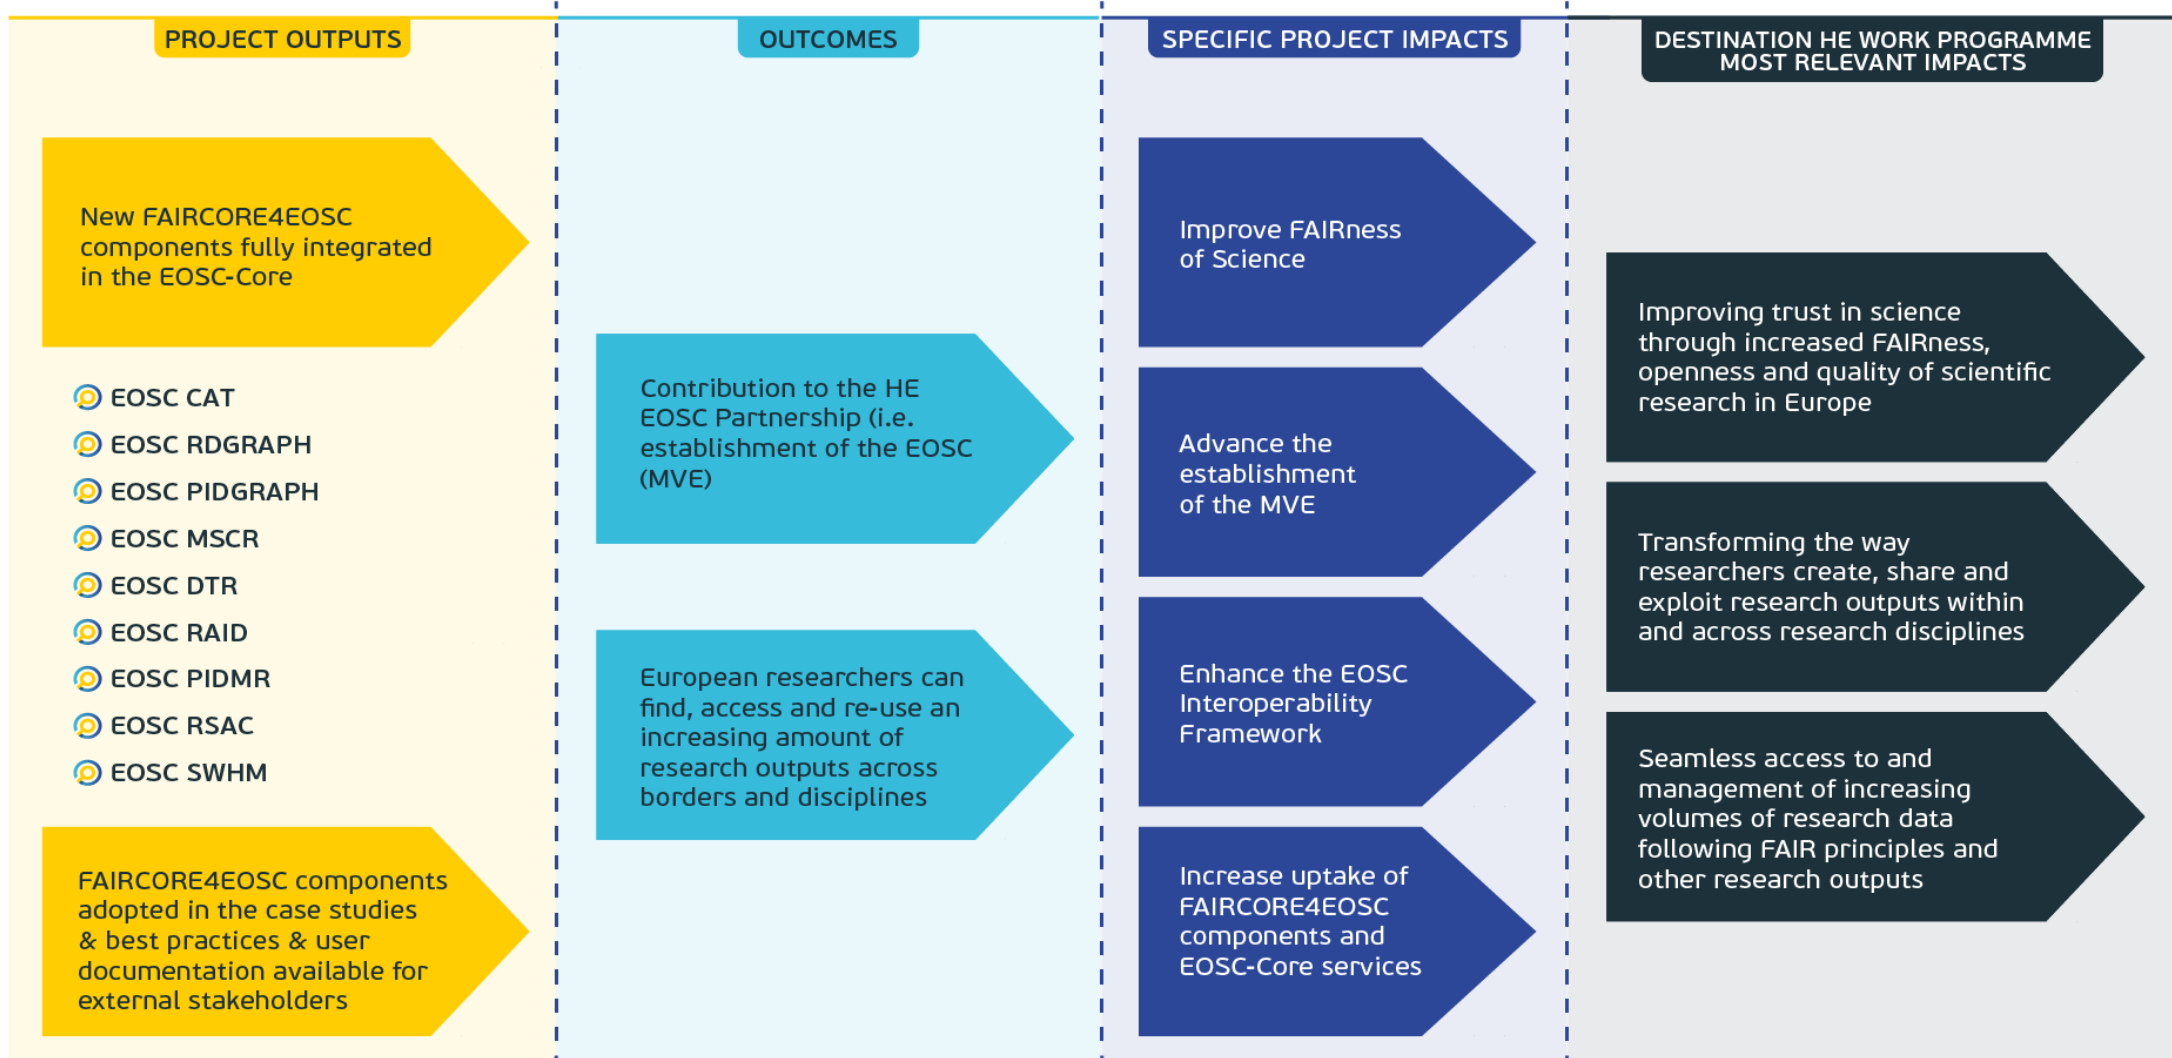 PROJECT OUTPUTS
New FAIRCORE4EOSC
components fully integrated
in the EOSC-Core
EOSC CAT
EOSC RDGRAPH
EOSC PIDGRAPH
EOSC MSCR
EOSC DTR
EOSC RAID
EOSC PIDMR
EOSC RSAC
EOSC SWHM
FAIRCORE4EOSC components
adopted in the case studies
& best practices & user
documentation available for
external stakeholders
OUTCOMES
Contribution to the HE
EOSC Partnership (i.e.
establishment of the EOSC
(MVE)
European researchers can
find, access and re-use an
increasing amount of
research outputs across
borders and disciplines
SPECIFIC PROJECT IMPACTS
Improve FAIRness
of Science
Advance the
establishment
of the MVE
Enhance the EOSC
Interoperability
Framework
Increase uptake of
FAIRCORE4EOSC
components and
EOSC-Core services
DESTINATION HE WORK PROGRAMME
MOST RELEVANT IMPACTS
Improving trust in science
through increased FAIRness,
openness and quality of scientific
research in Europe
Transforming the way
researchers create, share and
exploit research outputs within
and across research disciplines
Seamless access to and
management of increasing
volumes of research data
following FAIR principles and
other research outputs